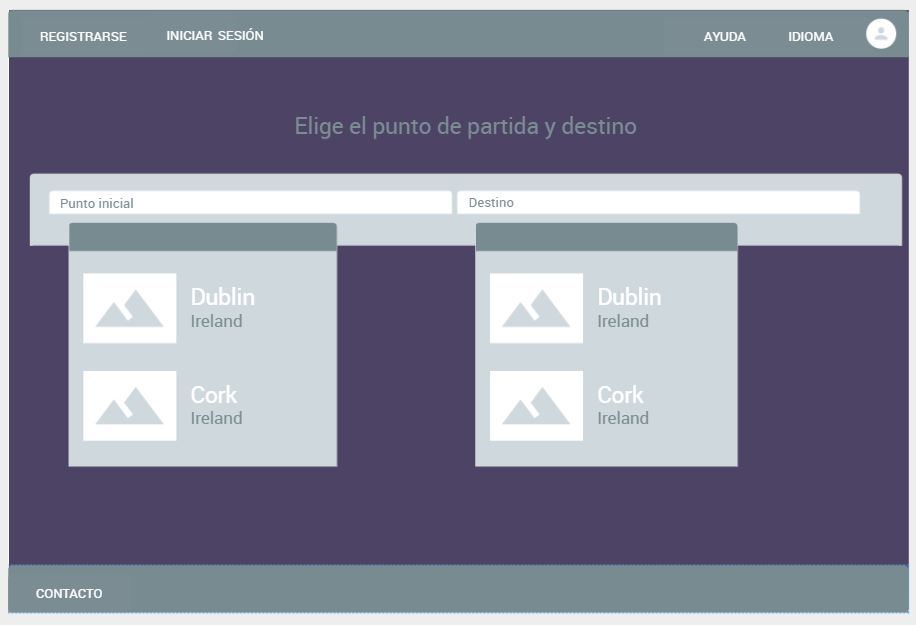 REGISTRARSE INICIAR SESIÓN AYUDA IDIOMA
Elige el punto de partida y destino
Punto inicial Destino
Dublin
Ireland
Cork
Ireland
Dublin
Ireland
Cork
Ireland
CONTACTO